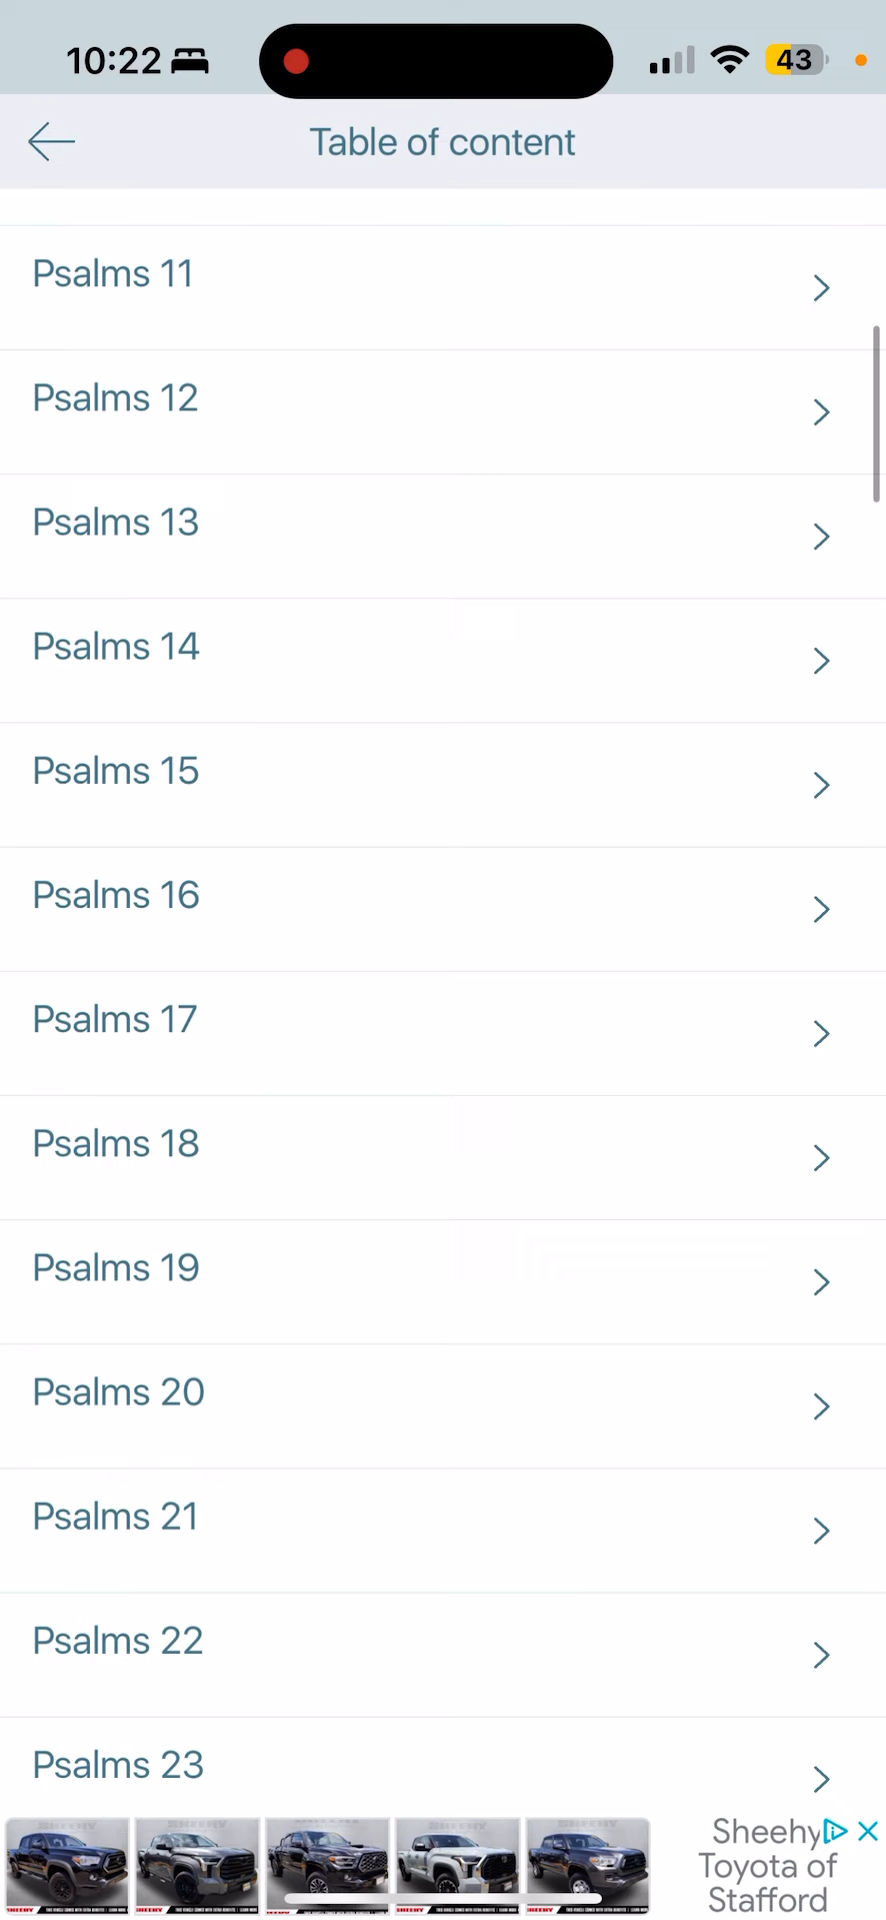 10:22
43
Table of content
Psalms 11
Psalms 12
Psalms 13
Psalms 14
Psalms 15
Psalms 16
Psalms 17
Psalms 18
Psalms 19
Psalms 20
Psalms 21
Psalms 22
Psalms 23
Sheehy
Toyota of
Stafford